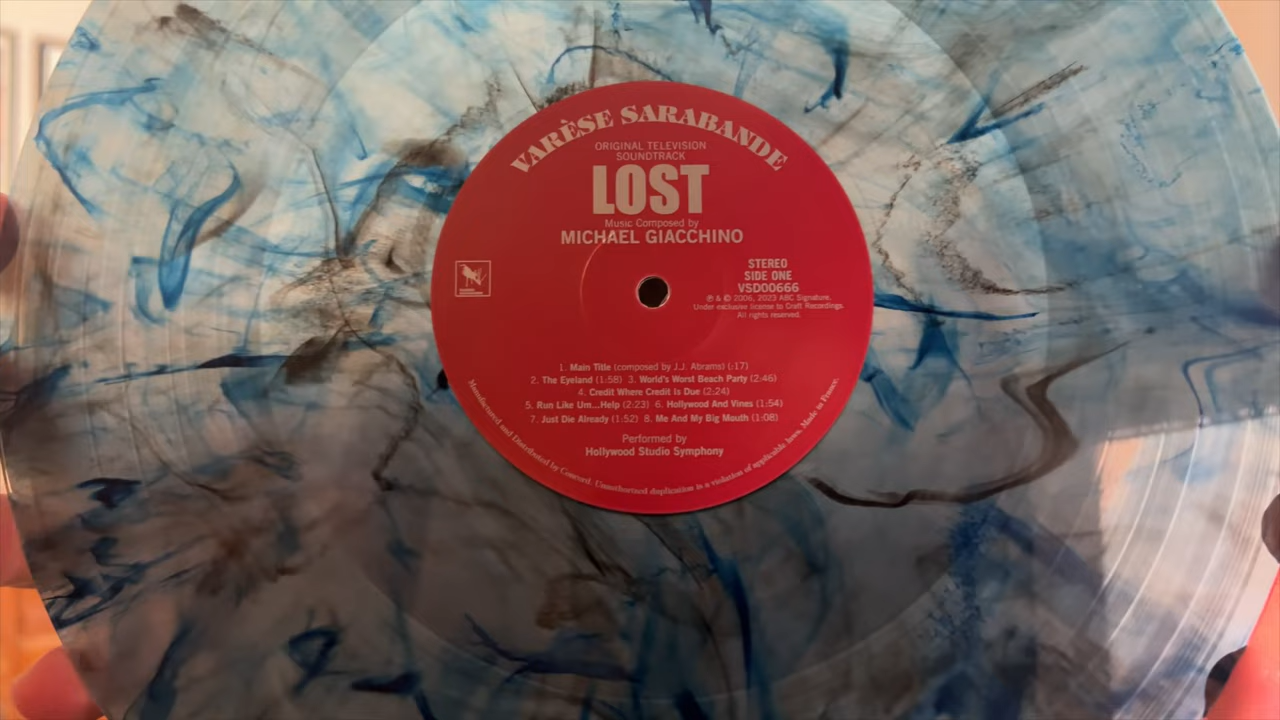 VARÈSE SARABANDE
ORIGINAL TELEVISION
SOUNDTRACK
LOST
Music Composed by
MICHAEL GIACCHINO
STEREO
SIDE ONE
VSD00666
℗ & © 2006, 2023 ABC Signature.
Under exclusive license to Craft Recordings.
All rights reserved.
1. Main Title (composed by J.J. Abrams) (:17)
2. The Eyeland (1:58) 3. World's Worst Beach Party (2:46)
4. Credit Where Credit Is Due (2:24)
5. Run Like Um...Help (2:23) 6. Hollywood And Vines (1:54)
7. Just Die Already (1:52) 8. Me And My Big Mouth (1:08)
Performed by
Hollywood Studio Symphony
Manufactured and Distributed by Concord. Unauthorized duplication is a violation of applicable laws. Made in France.